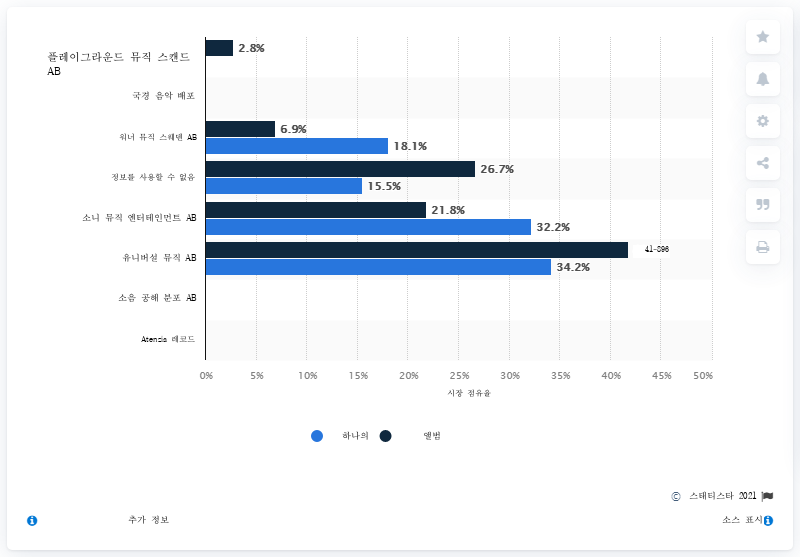 플레이그라운드 뮤직 스캔드
AB
2.8%
국경 음악 배포
워너 뮤직 스웨덴 AB
6.9%
18.1%
정보를 사용할 수 없음
26.7%
15.5%
소니 뮤직 엔터테인먼트 AB
21.8%
32.2%
유니버설 뮤직 AB
41-896
34.2%
소음 공해 분포 AB
Atenzia 레코드
0% 5% 10% 15% 20% 25% 30% 35% 40% 45% 50%
시장 점유율
하나의 앨범
© 스태티스타 2021
추가 정보
소스 표시